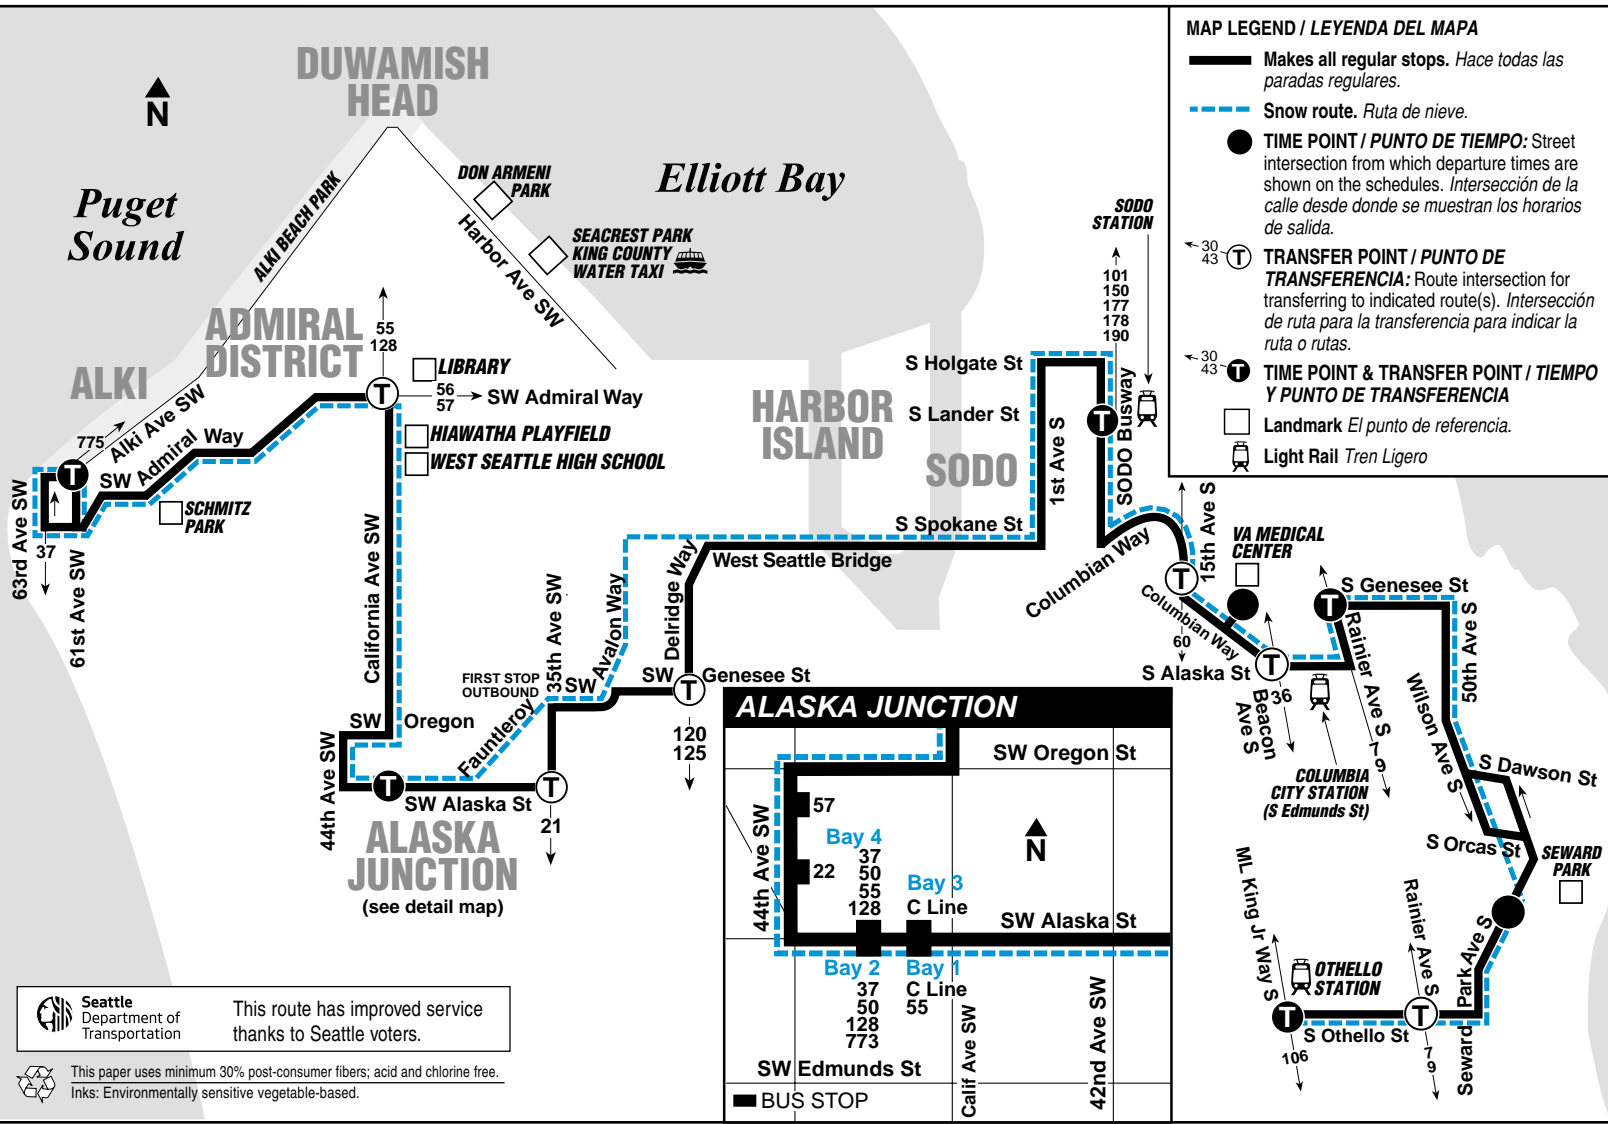 DUWAMISH
HEAD
N
Puget
Sound
Elliott Bay
ALKI BEACH PARK
DON ARMENI
PARK
Harbor Ave SW
SEACREST PARK
KING COUNTY
WATER TAXI
ADMIRAL
DISTRICT
ALKI
55
128
LIBRARY
56
57
SW Admiral Way
HIAWATHA PLAYFIELD
WEST SEATTLE HIGH SCHOOL
775
Alki Ave SW
SW Admiral Way
T
T
SCHMITZ
PARK
63rd Ave SW
37
61st Ave SW
California Ave SW
SW Oregon
44th Ave SW
T
SW Alaska St
ALASKA
JUNCTION
(see detail map)
Fauntleroy
FIRST STOP
OUTBOUND
35th Ave SW
SW Avalon Way
T
21
Delridge Way
SW Genesee St
T
120
125
West Seattle Bridge
HARBOR
ISLAND
SODO
S Holgate St
S Lander St
S Spokane St
1st Ave S
SODO
STATION
101
150
177
178
190
T
SODO Busway
Columbian Way
15th Ave S
T
60
Columbian Way
VA MEDICAL
CENTER
S Alaska St
T
36
Beacon
Ave S
T
S Genesee St
Rainier Ave S
7
9
COLUMBIA
CITY STATION
(S Edmunds St)
50th Ave S
Wilson Ave S
S Dawson St
S Orcas St
SEWARD
PARK
Seward Park Ave S
ML King Jr Way S
Rainier Ave S
OTHELLO
STATION
T
T
S Othello St
106
7
9
MAP LEGEND / LEYENDA DEL MAPA
Makes all regular stops. Hace todas las
paradas regulares.
Snow route. Ruta de nieve.
TIME POINT / PUNTO DE TIEMPO: Street
intersection from which departure times are
shown on the schedules. Intersección de la
calle desde donde se muestran los horarios
de salida.
30
43
T
TRANSFER POINT / PUNTO DE
TRANSFERENCIA: Route intersection for
transferring to indicated route(s). Intersección
de ruta para la transferencia para indicar la
ruta o rutas.
30
43
T
TIME POINT & TRANSFER POINT / TIEMPO
Y PUNTO DE TRANSFERENCIA
Landmark El punto de referencia.
Light Rail Tren Ligero
ALASKA JUNCTION
SW Oregon St
44th Ave SW
57
22
Bay 4
37
50
55
128
Bay 3
C Line
N
SW Alaska St
Bay 2
37
50
128
773
Bay 1
C Line
55
Calif Ave SW
42nd Ave SW
SW Edmunds St
BUS STOP
Seattle
Department of
Transportation
This route has improved service
thanks to Seattle voters.
This paper uses minimum 30% post-consumer fibers; acid and chlorine free.
Inks: Environmentally sensitive vegetable-based.